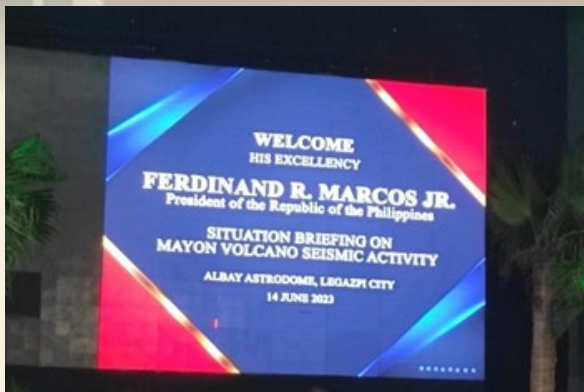 WELCOME
HIS EXCELLENCY
FERDINAND R. MARCOS JR.
President of the Republic of the Philippines
SITUATION BRIEFING ON
MAYON VOLCANO SEISMIC ACTIVITY
ALBAY ASTRODOME, LEGAZPI CITY
14 JUNE 2023